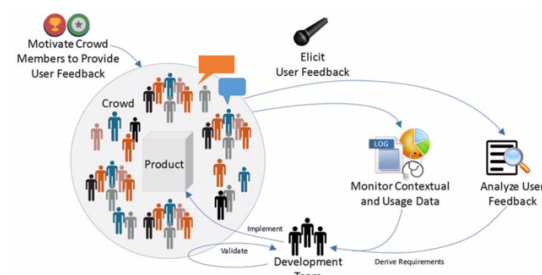 Motivate Crowd
Members to Provide
User Feedback
Elicit
User Feedback
Crowd
Product
LOG
Monitor Contextual
and Usage Data
Analyze User
Feedback
Implement
Validate
Development
Team
Derive Requirements